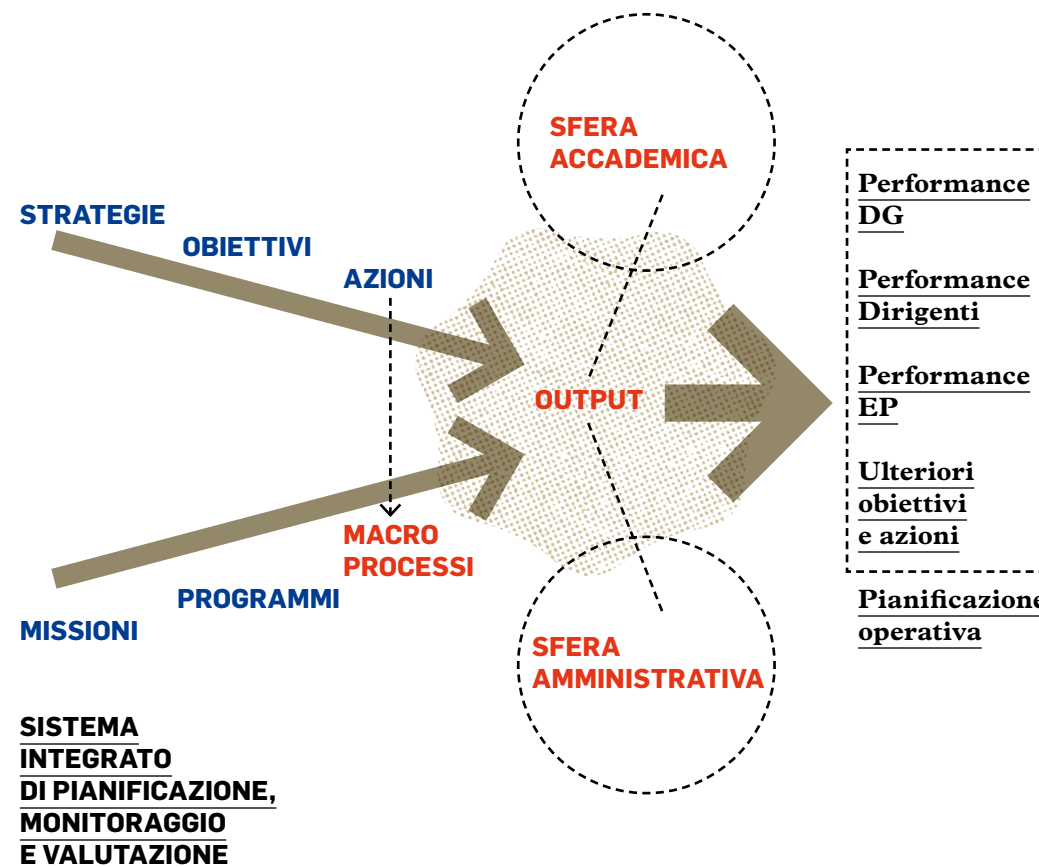 SFERA
ACCADEMICA
STRATEGIE
OBIETTIVI
AZIONI
OUTPUT
MACRO
PROCESSI
PROGRAMMI
MISSIONI
SFERA
AMMINISTRATIVA
Performance
DG
Performance
Dirigenti
Performance
EP
Ulteriori
obiettivi
e azioni
Pianificazione
operativa
SISTEMA
INTEGRATO
DI PIANIFICAZIONE,
MONITORAGGIO
E VALUTAZIONE